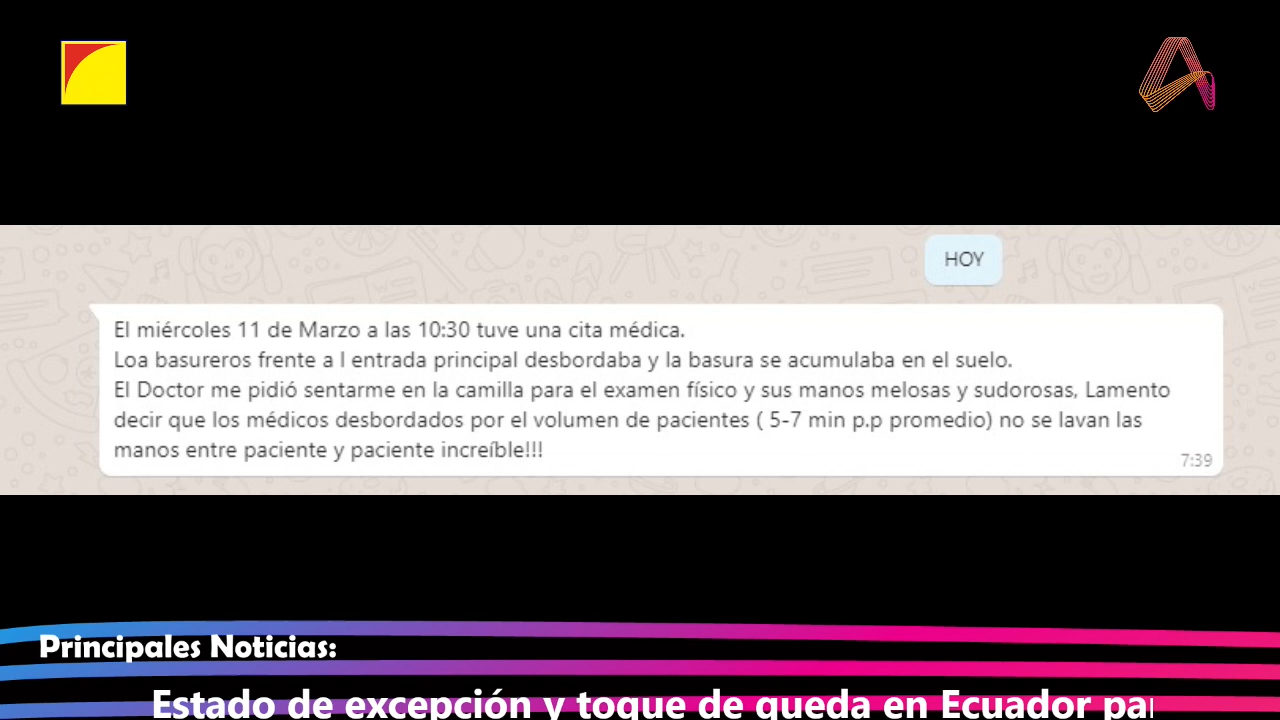 HOY
El miércoles 11 de Marzo a las 10:30 tuve una cita médica.
Loa basureros frente a l entrada principal desbordaba y la basura se acumulaba en el suelo.
El Doctor me pidió sentarme en la camilla para el examen físico y sus manos melosas y sudorosas, Lamento
decir que los médicos desbordados por el volumen de pacientes ( 5-7 min p.p promedio) no se lavan las
manos entre paciente y paciente increíble!!!
7:39
Principales Noticias:
Estado de excepción y toque de queda en Ecuador